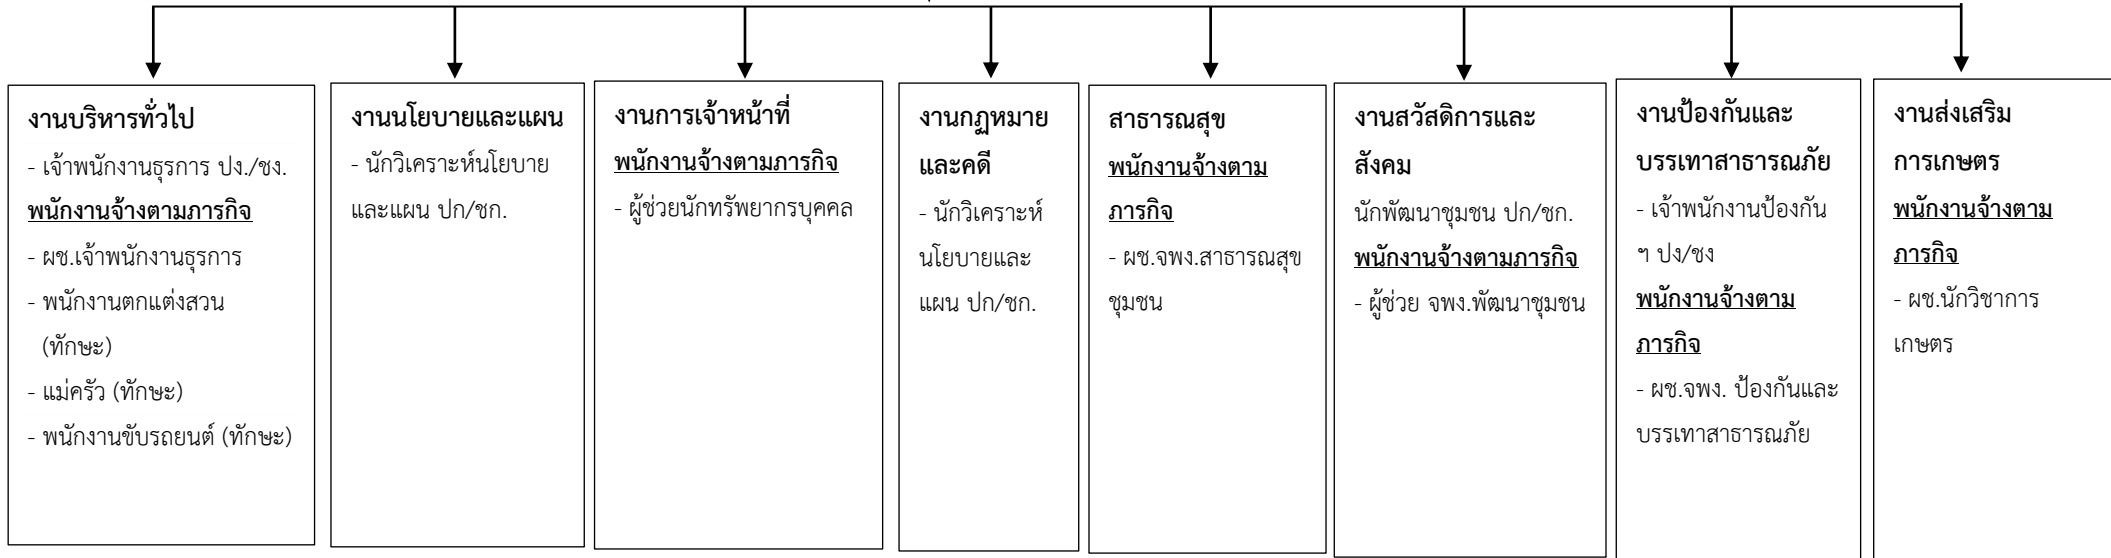 งานบริหารทั่วไป
- เจ้าพนักงานธุรการ ปง./ชง.
พนักงานจ้างตามภารกิจ
- ผช.เจ้าพนักงานธุรการ
- พนักงานตกแต่งสวน
(ทักษะ)
- แม่ครัว (ทักษะ)
- พนักงานขับรถยนต์ (ทักษะ)
งานนโยบายและแผน
- นักวิเคราะห์นโยบาย
และแผน ปก/ชก.
งานการเจ้าหน้าที่
พนักงานจ้างตามภารกิจ
- ผู้ช่วยนักทรัพยากรบุคคล
งานกฎหมาย
และคดี
- นักวิเคราะห์
นโยบายและ
แผน ปก/ชก.
สาธารณสุข
พนักงานจ้างตาม
ภารกิจ
- ผช.จพง.สาธารณสุข
ชุมชน
งานสวัสดิการและ
สังคม
นักพัฒนาชุมชน ปก/ชก.
พนักงานจ้างตามภารกิจ
- ผู้ช่วย จพง.พัฒนาชุมชน
งานป้องกันและ
บรรเทาสาธารณภัย
- เจ้าพนักงานป้องกัน
ฯ ปง/ชง
พนักงานจ้างตาม
ภารกิจ
- ผช.จพง. ป้องกันและ
บรรเทาสาธารณภัย
งานส่งเสริม
การเกษตร
พนักงานจ้างตาม
ภารกิจ
- ผช.นักวิชาการ
เกษตร